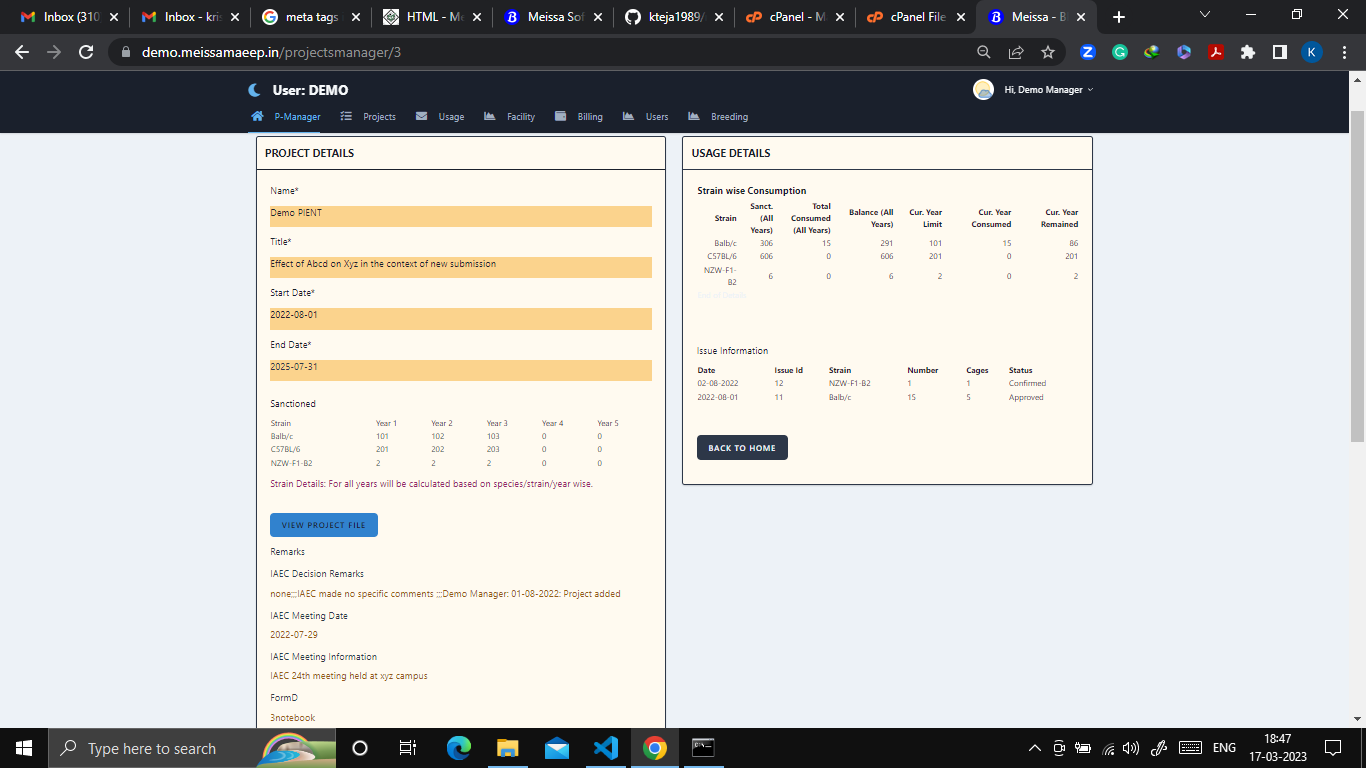 Inbox (310
Inbox - kris
meta tags
HTML - Me
Meissa Sof
kteja1989/
cPanel - M
cPanel File
Meissa - B
demo.meissamaeep.in/projectsmanager/3
K
User: DEMO
Hi, Demo Manager
P-Manager Projects Usage Facility Billing Users Breeding
PROJECT DETAILS
Name*
Demo PIENT
Title*
Effect of Abcd on Xyz in the context of new submission
Start Date*
2022-08-01
End Date*
2025-07-31
Sanctioned
Strain Year 1 Year 2 Year 3 Year 4 Year 5
Balb/c 101 102 103 0 0
C57BL/6 201 202 203 0 0
NZW-F1-B2 2 2 2 0 0
Strain Details: For all years will be calculated based on species/strain/year wise.
VIEW PROJECT FILE
Remarks
IAEC Decision Remarks
none;;;IAEC made no specific comments ;;;Demo Manager: 01-08-2022: Project added
IAEC Meeting Date
2022-07-29
IAEC Meeting Information
IAEC 24th meeting held at xyz campus
FormD
3notebook
USAGE DETAILS
Strain wise Consumption
Strain Sanct. (All Years) Total Consumed (All Years) Balance (All Years) Cur. Year Limit Cur. Year Consumed Cur. Year Remained
Balb/c 306 15 291 101 15 86
C57BL/6 606 0 606 201 0 201
NZW-F1-B2 6 0 6 2 0 2
Issue Information
Date Issue Id Strain Number Cages Status
02-08-2022 12 NZW-F1-B2 1 1 Confirmed
2022-08-01 11 Balb/c 15 5 Approved
BACK TO HOME
Type here to search
ENG
18:47
17-03-2023